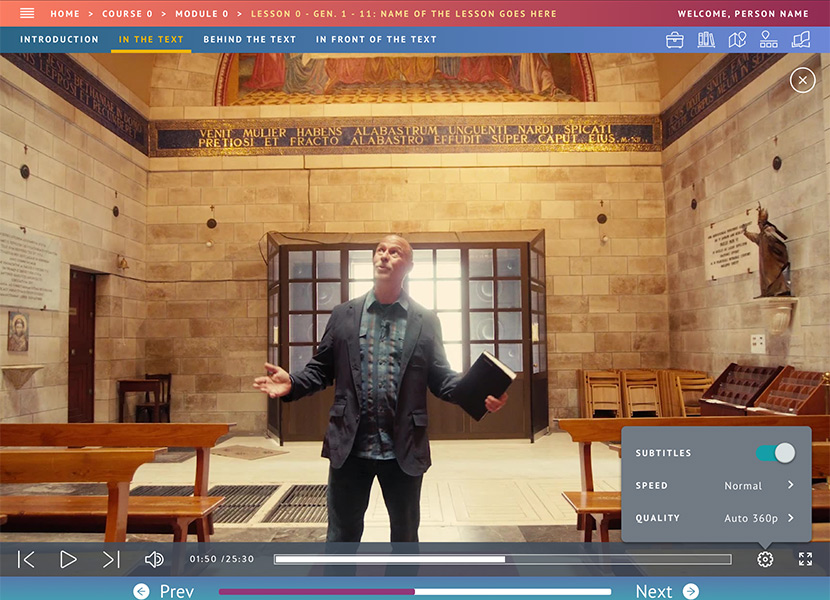 HOME > COURSE 0 > MODULE 0 > LESSON 0 - GEN. 1 - 11: NAME OF THE LESSON GOES HERE
WELCOME, PERSON NAME
INTRODUCTION
IN THE TEXT
BEHIND THE TEXT
IN FRONT OF THE TEXT
VENIT MULIER HABENS ALABASTRUM UNGUENTI NARDI SPICATI
PRETIOSI ET FRACTO ALABASTRO EFFUDIT SUPER CAPUT EIUS.
SUBTITLES
SPEED Normal >
QUALITY Auto 360p >
01:50 /25:30
Prev
Next